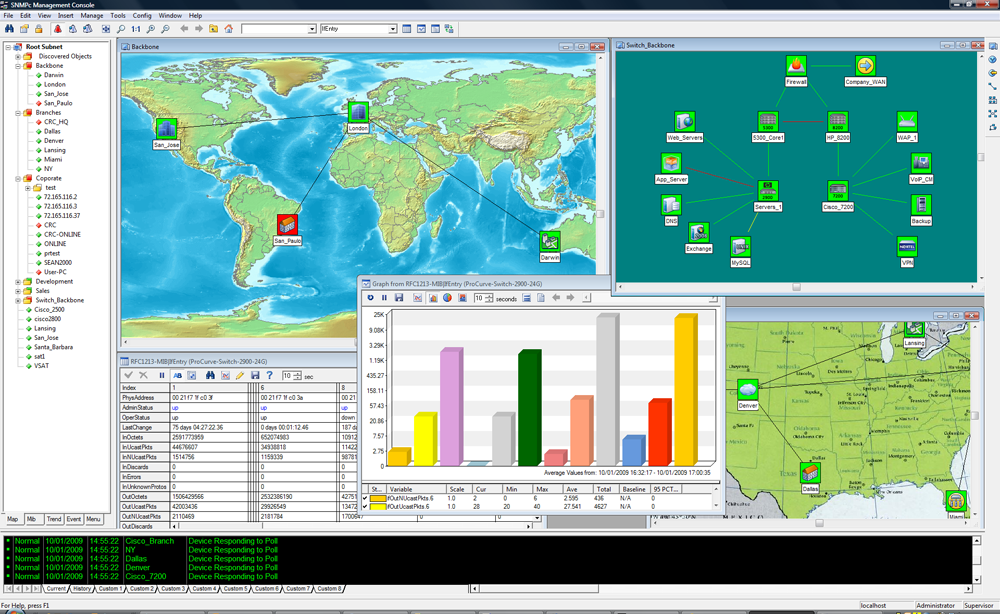 SNMPc Management Console
File Edit View Insert Manage Tools Config Window Help
1:1
ifEntry
Root Subnet
Discovered Objects
Backbone
Darwin
London
San_Jose
San_Paulo
Branches
CRC_HQ
Dallas
Denver
Lansing
Miami
NY
Coporate
test
72.165.116.2
72.165.116.3
72.165.116.37
CRC
CRC-ONLINE
ONLINE
prtest
SEAN2000
User-PC
Development
Sales
Switch_Backbone
Cisco_2500
cisco2800
Lansing
San_Jose
Santa_Barbara
sat1
VSAT
Map Mib Trend Event Menu
Backbone
San_Jose
London
San_Paulo
Darwin
Switch_Backbone
Firewall
Company_WAN
Web_Servers
5300
5300_Core1
8200
HP_8200
WAP_1
App_Server
2900
Servers_1
7200
Cisco_7200
VoIP_CM
DNS
Backup
Exchange
MySQL
VPN
RFC1213-MIB|ifEntry (ProCurve-Switch-2900-24G)
10 sec
Index 1 6 8
PhysAddress 00 21 f7 1f c0 3f 00 21 f7 1f c0 3a 00 21
AdminStatus up up up
OperStatus up up down
LastChange 75 days 04:27:22.36 0 days 00:01:12.46 187 da
InOctets 2591773959 652074983 10912
InUcastPkts 44676607 34938818 11422
InNUcastPkts 1514756 1159339 98781
InDiscards 0 0 0
InErrors 0 0 0
InUnknownProtos 0 0 0
OutOctets 1506429566 2532386190 42751
OutUcastPkts 42003436 29926549 13472
OutNUcastPkts 2110469 2181784 1700647
OutDiscards 0 0 0
Graph from RFC1213-MIB|ifEntry (ProCurve-Switch-2900-24G)
10 seconds
25K
9.08K
3.29K
1.19K
435.27
158.11
57.43
20.86
7.57
2.75
Average Values from: 10/01/2009 16:32:17 - 10/01/2009 17:00:35
St... Variable Scale Cur Min Max Ave Total Baseline 95 PCT...
ifOutNUcastPkts.6 1.0 2 0 6 2.595 436 N/A 0
ifOutUcastPkts.6 1.0 28 20 40 27.541 4627 N/A 0
Lansing
Denver
Dallas
Miami
Normal 10/01/2009 14:55:22 Cisco_Branch Device Responding to Poll
Normal 10/01/2009 14:55:22 NY Device Responding to Poll
Normal 10/01/2009 14:55:22 Dallas Device Responding to Poll
Normal 10/01/2009 14:55:22 Denver Device Responding to Poll
Normal 10/01/2009 14:55:22 Cisco_7200 Device Responding to Poll
Current History Custom 1 Custom 2 Custom 3 Custom 4 Custom 5 Custom 6 Custom 7 Custom 8
For Help, press F1
localhost Administrator Supervisor